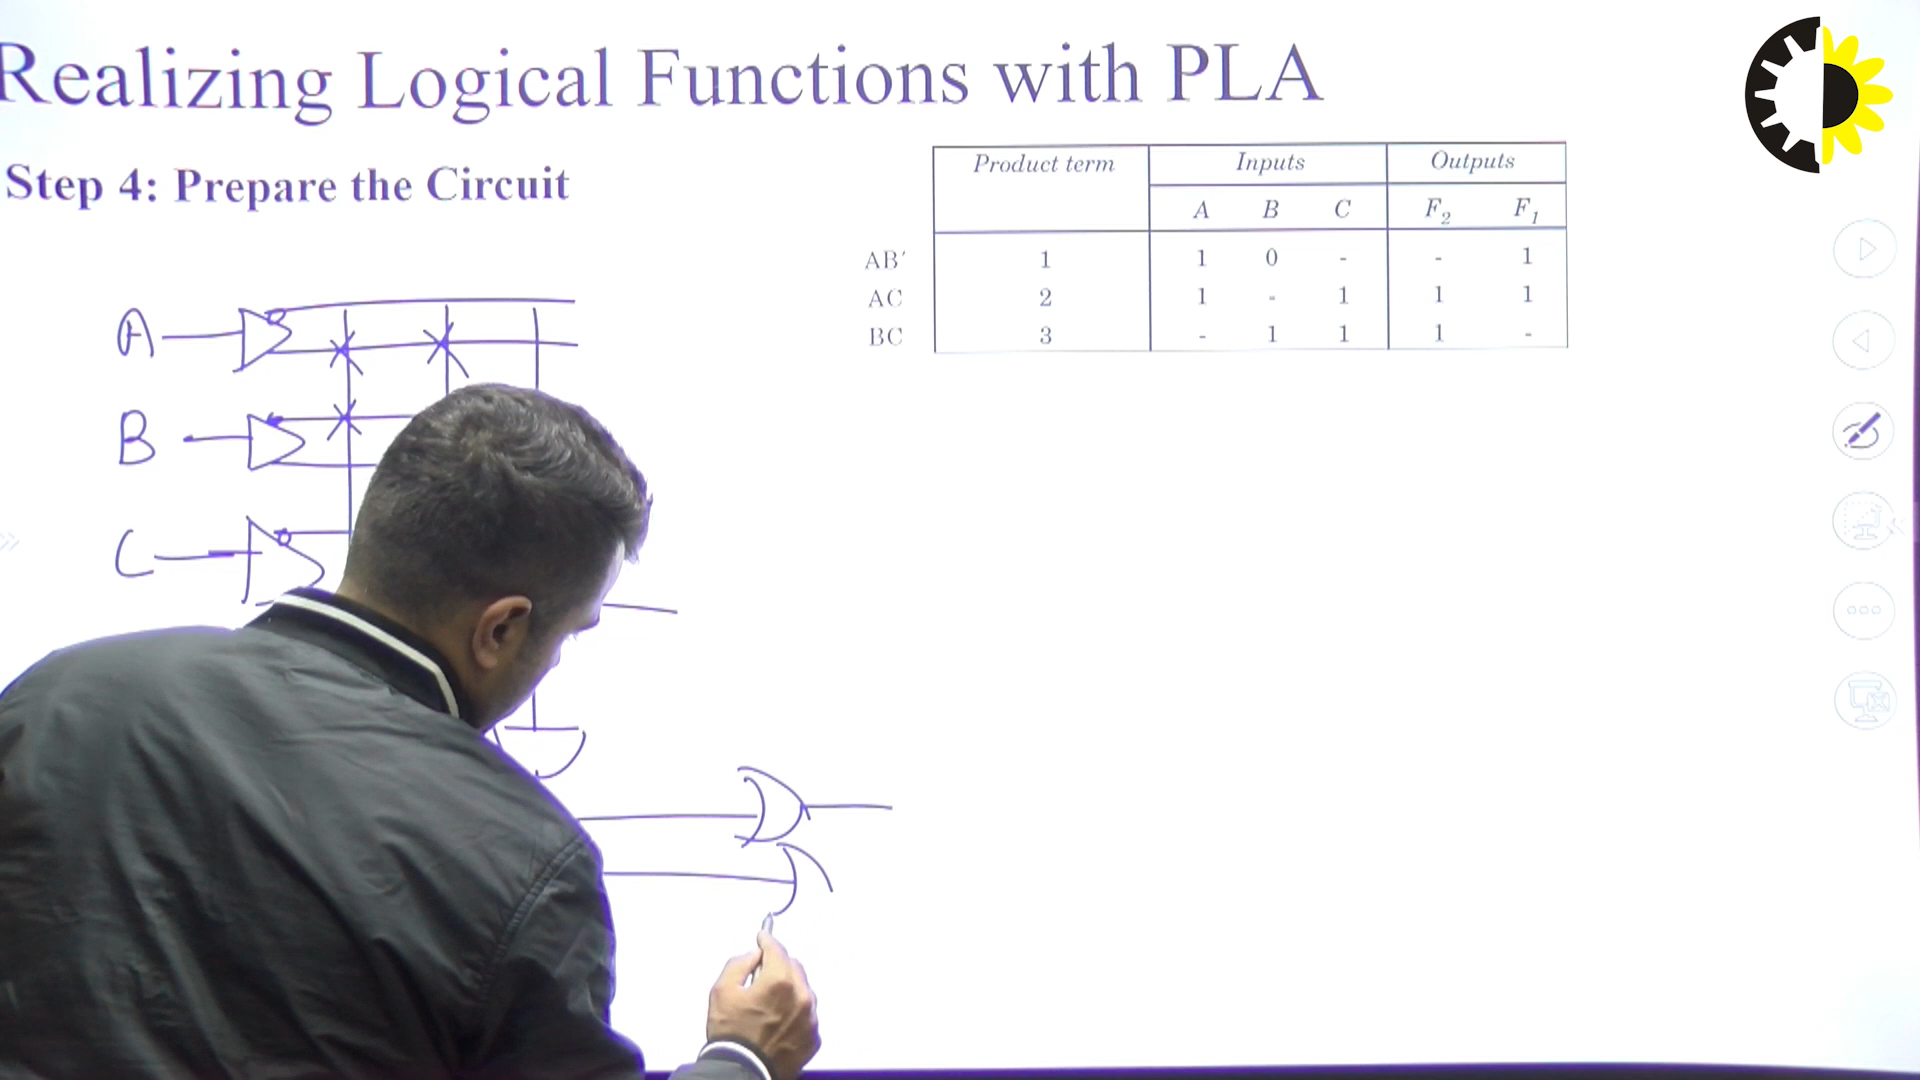 Realizing Logical Functions with PLA
Step 4: Prepare the Circuit
Product term Inputs Outputs
A B C F₂ F₁
AB' 1 1 0 - - 1
AC 2 1 - 1 1 1
BC 3 - 1 1 1 -
A
B
C